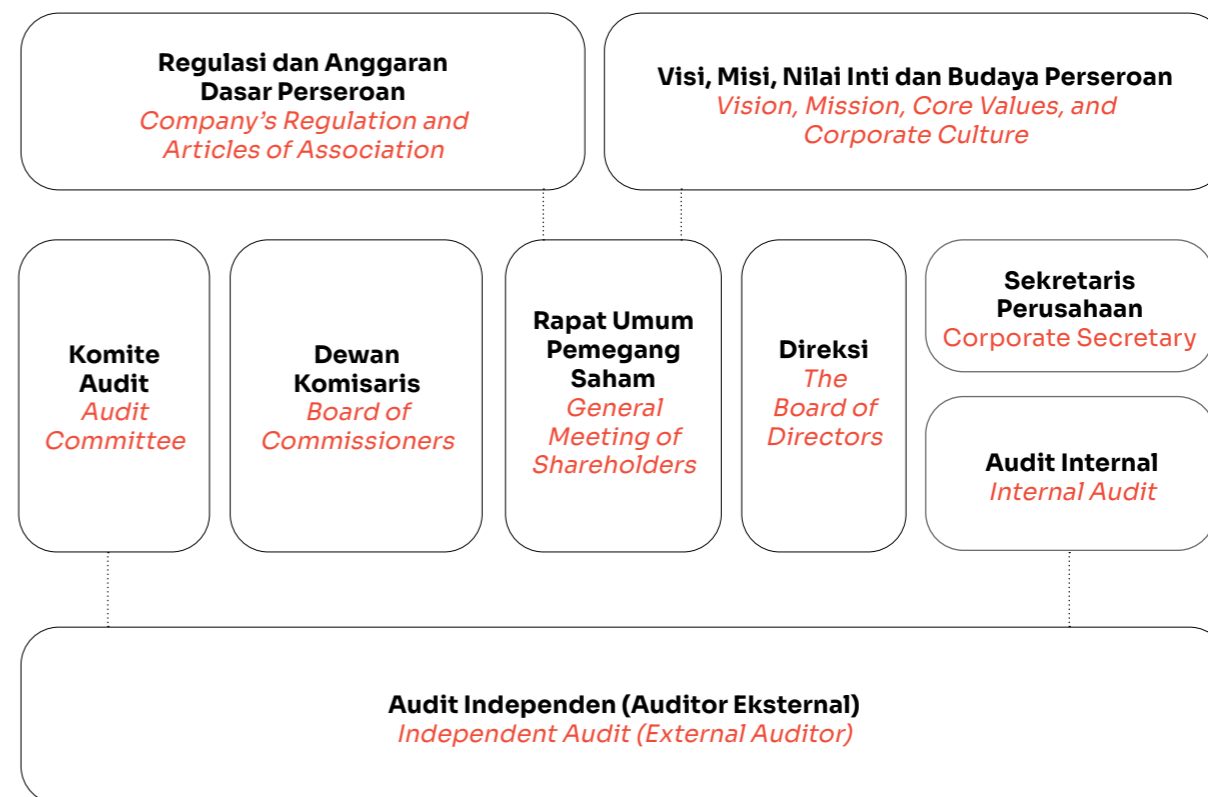 Regulasi dan Anggaran
Dasar Perseroan
Company's Regulation and
Articles of Association
Visi, Misi, Nilai Inti dan Budaya Perseroan
Vision, Mission, Core Values, and
Corporate Culture
Komite
Audit
Audit
Committee
Dewan
Komisaris
Board of
Commissioners
Rapat Umum
Pemegang
Saham
General
Meeting of
Shareholders
Direksi
The
Board of
Directors
Sekretaris
Perusahaan
Corporate Secretary
Audit Internal
Internal Audit
Audit Independen (Auditor Eksternal)
Independent Audit (External Auditor)